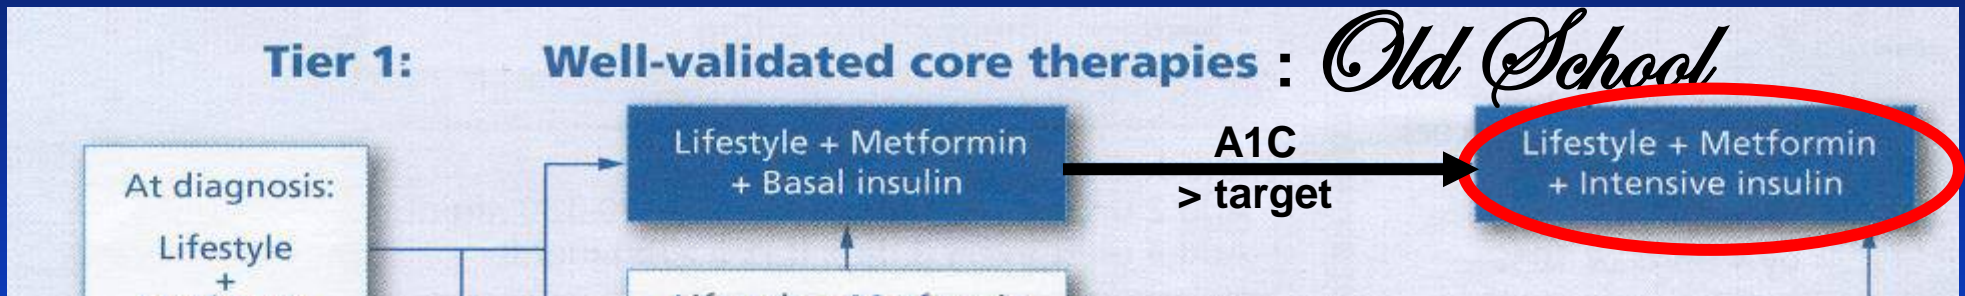 Tier 1: Well-validated core therapies : Old School
Lifestyle + Metformin
+ Basal insulin
A1C
> target
Lifestyle + Metformin
+ Intensive insulin
At diagnosis:
Lifestyle
+